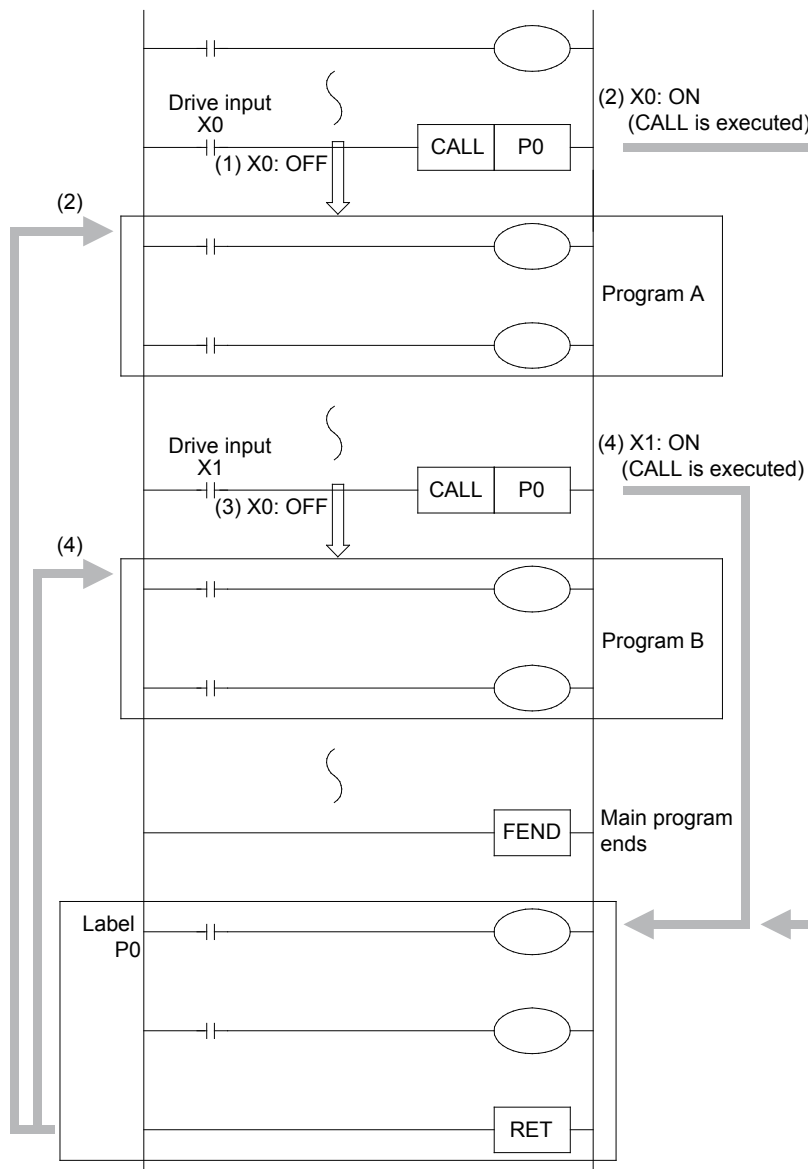 (2) X0: ON
(CALL is executed)
Drive input
X0
CALL P0
(1) X0: OFF
(2)
Program A
Drive input
X1
(4) X1: ON
(CALL is executed)
CALL P0
(3) X0: OFF
(4)
Program B
FEND
Main program
ends
Label
P0
RET